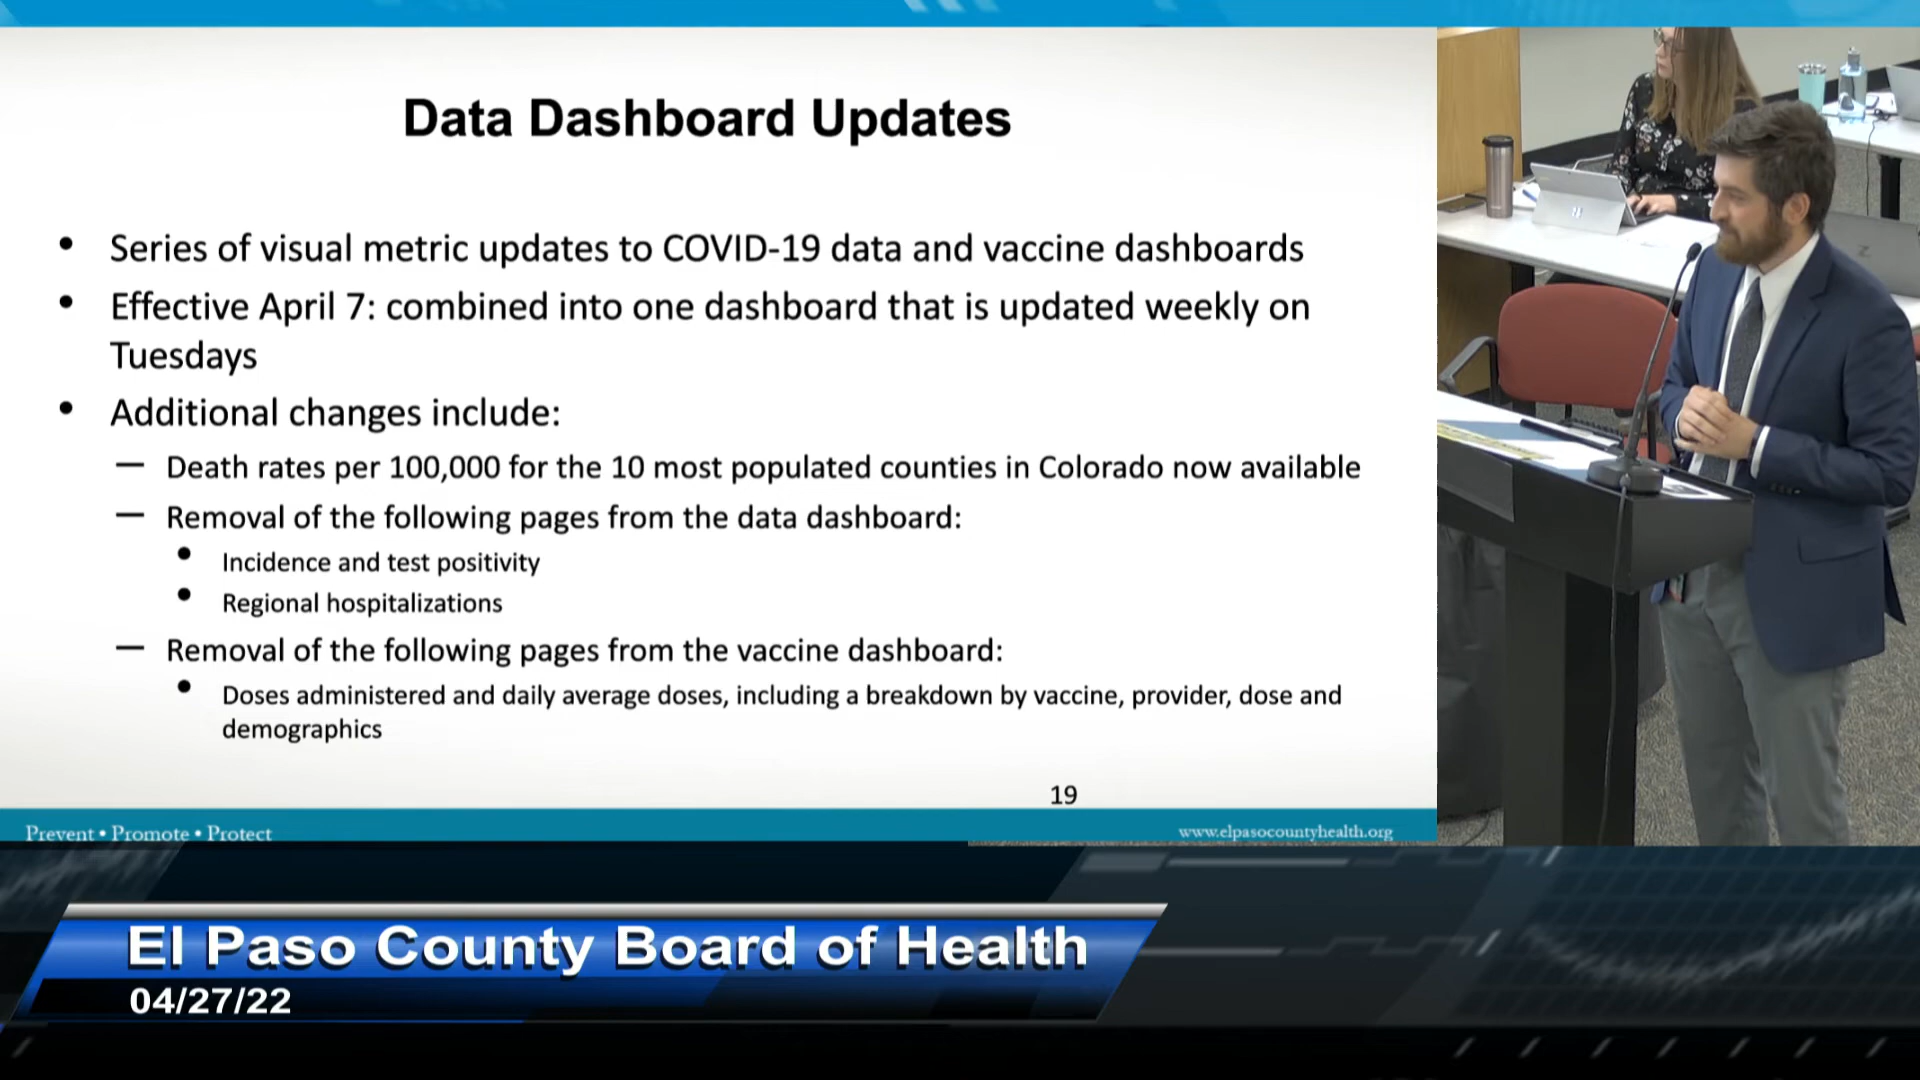 Data Dashboard Updates
• Series of visual metric updates to COVID-19 data and vaccine dashboards
• Effective April 7: combined into one dashboard that is updated weekly on
Tuesdays
• Additional changes include:
— Death rates per 100,000 for the 10 most populated counties in Colorado now available
— Removal of the following pages from the data dashboard:
• Incidence and test positivity
• Regional hospitalizations
— Removal of the following pages from the vaccine dashboard:
• Doses administered and daily average doses, including a breakdown by vaccine, provider, dose and
demographics
19
Prevent • Promote • Protect
www.elpasocountyhealth.org
El Paso County Board of Health
04/27/22